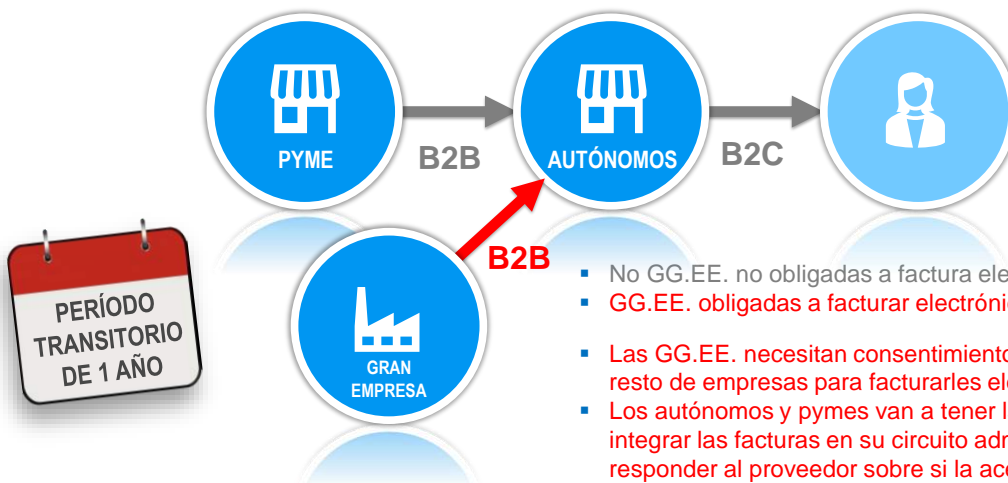 PYME
B2B
AUTÓNOMOS
B2C
B2B
GRAN
EMPRESA
PERÍODO
TRANSITORIO
DE 1 AÑO
No GG.EE. no obligadas a factura
GG.EE. obligadas a facturar
Las GG.EE. necesitan
resto de empresas para facturarles
Los autónomos y pymes van a tener
integrar las facturas en su circuito
responder al proveedor sobre si la